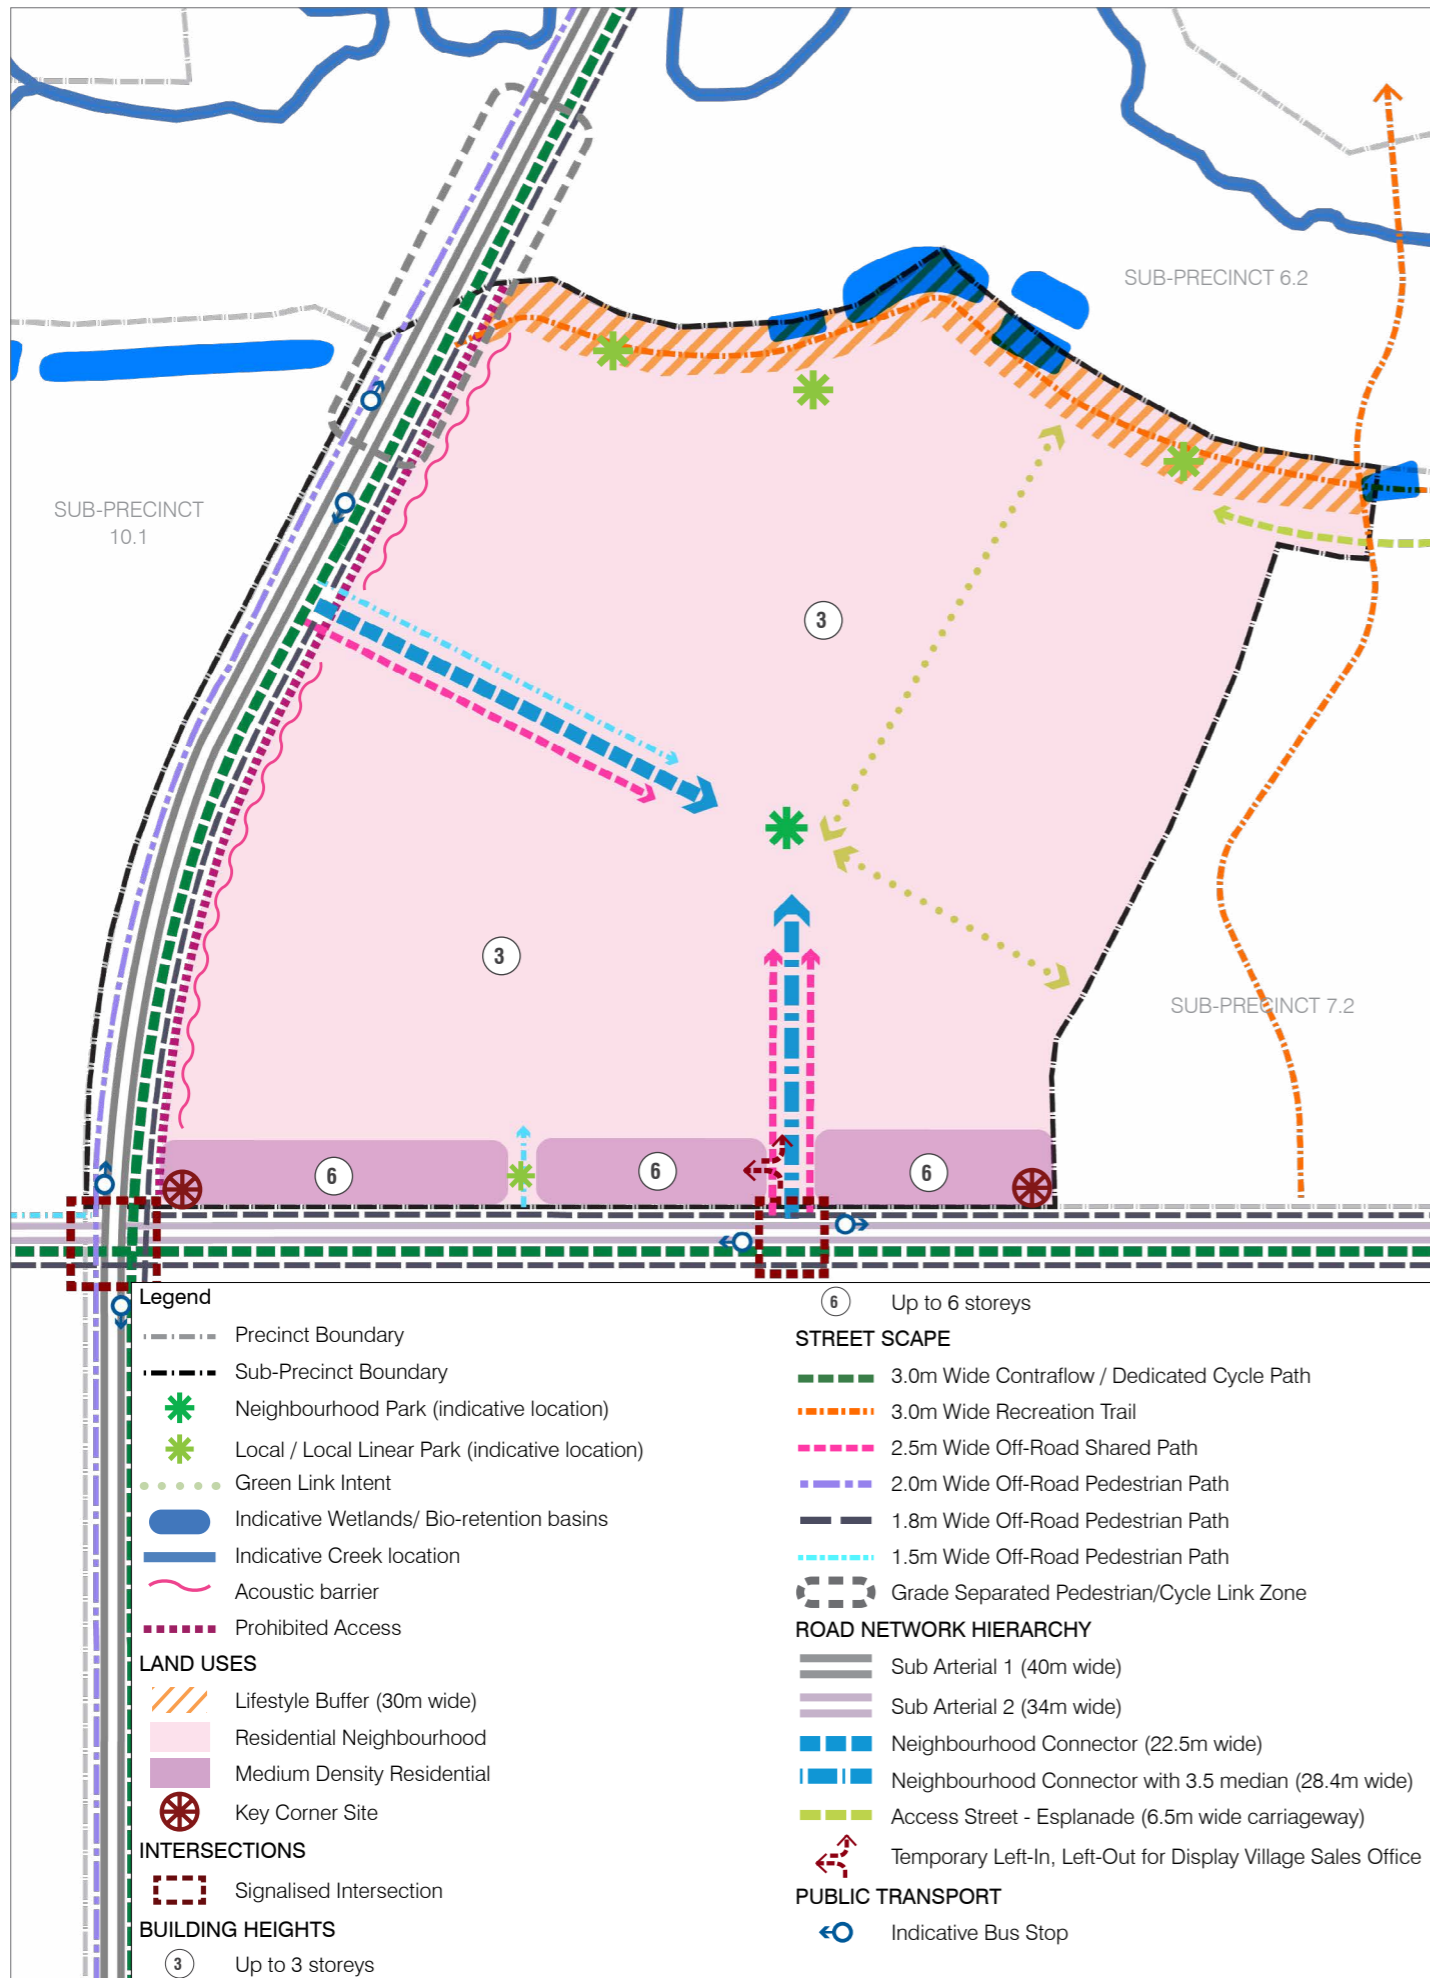 SUB-PRECINCT 6.2
SUB-PRECINCT
10.1
3
3
SUB-PRECINCT 7.2
6
6
6
Legend
Precinct Boundary
Sub-Precinct Boundary
Neighbourhood Park (indicative location)
Local / Local Linear Park (indicative location)
Green Link Intent
Indicative Wetlands/ Bio-retention basins
Indicative Creek location
Acoustic barrier
Prohibited Access
LAND USES
Lifestyle Buffer (30m wide)
Residential Neighbourhood
Medium Density Residential
Key Corner Site
INTERSECTIONS
Signalised Intersection
BUILDING HEIGHTS
3 Up to 3 storeys
6 Up to 6 storeys
STREET SCAPE
3.0m Wide Contraflow / Dedicated Cycle Path
3.0m Wide Recreation Trail
2.5m Wide Off-Road Shared Path
2.0m Wide Off-Road Pedestrian Path
1.8m Wide Off-Road Pedestrian Path
1.5m Wide Off-Road Pedestrian Path
Grade Separated Pedestrian/Cycle Link Zone
ROAD NETWORK HIERARCHY
Sub Arterial 1 (40m wide)
Sub Arterial 2 (34m wide)
Neighbourhood Connector (22.5m wide)
Neighbourhood Connector with 3.5 median (28.4m wide)
Access Street - Esplanade (6.5m wide carriageway)
Temporary Left-In, Left-Out for Display Village Sales Office
PUBLIC TRANSPORT
Indicative Bus Stop